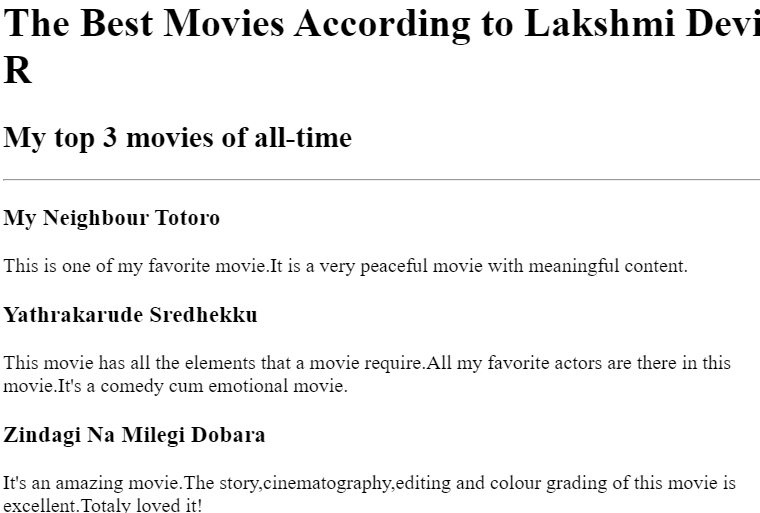 The Best Movies According to Lakshmi Devi
R
My top 3 movies of all-time
My Neighbour Totoro
This is one of my favorite movie.It is a very peaceful movie with meaningful content.
Yathrakarude Sredhekku
This movie has all the elements that a movie require.All my favorite actors are there in this
movie.It's a comedy cum emotional movie.
Zindagi Na Milegi Dobara
It's an amazing movie.The story,cinematography,editing and colour grading of this movie is
excellent.Totaly loved it!